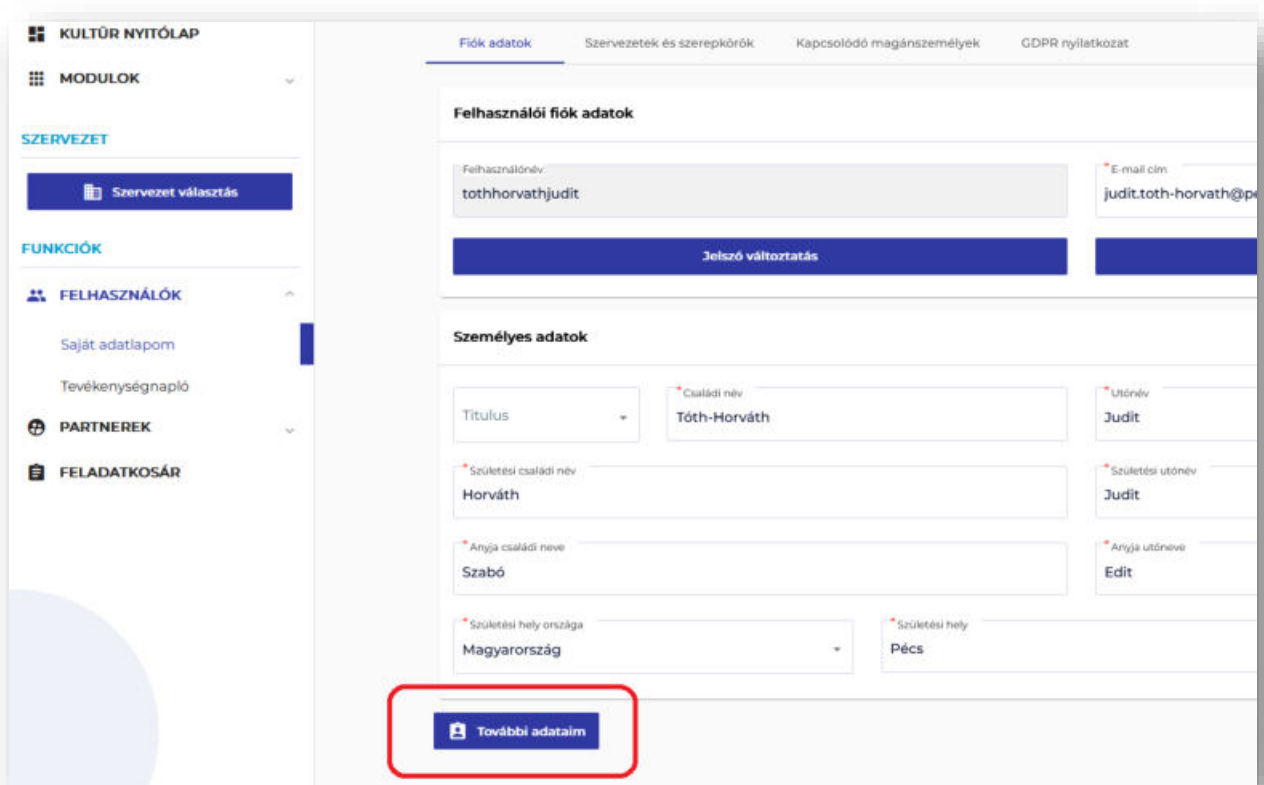 KULTÚR NYITÓLAP
MODULOK
SZERVEZET
Szervezet választás
FUNKCIÓK
FELHASZNÁLÓK
Saját adatlapom
Tevékenységnapló
PARTNEREK
FELADATKOSÁR
Fiók adatok Szervezetek és szerepkörök Kapcsolódó magánszemélyek GDPR nyilatkozat
Felhasználói fiók adatok
Felhasználónév *E-mail cím
tothhorvathjudit judit.toth-horvath@pe
Jelszó változtatás
Személyes adatok
*Családi név *Utónév
Titulus Tóth-Horváth Judit
*Születési családi név *Születési utónév
Horváth Judit
*Anyja családi neve *Anyja utóneve
Szabó Edit
*Születési hely országa *Születési hely
Magyarország Pécs
További adataim